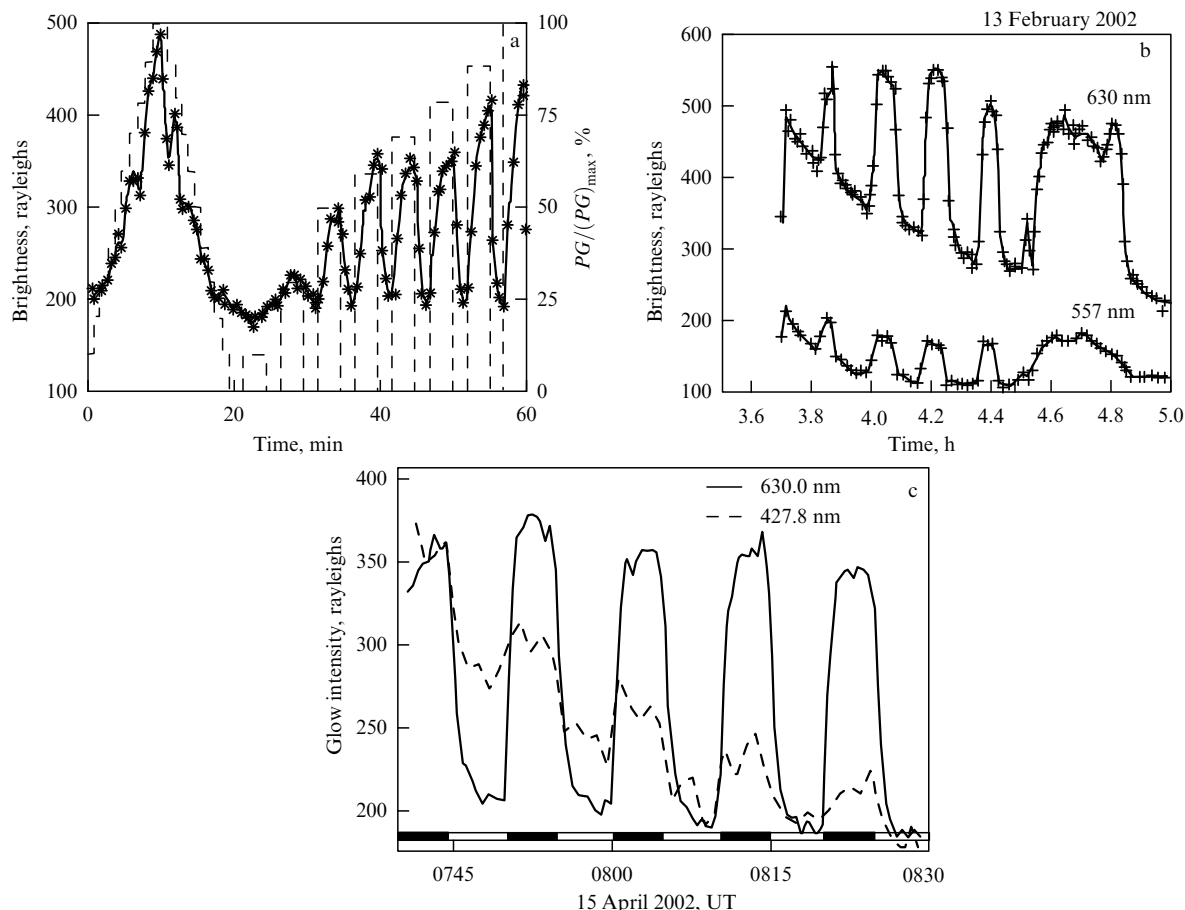 13 February 2002
a
500
400
300
200
100
Brightness, rayleighs
100
75
50
25
0
PG/(PG)max, %
0
20
40
60
Time, min
b
600
500
400
300
200
100
Brightness, rayleighs
630 nm
557 nm
3.6
3.8
4.0
4.2
4.4
4.6
4.8
5.0
Time, h
c
630.0 nm
427.8 nm
400
350
300
250
200
Glow intensity, rayleighs
0745
0800
0815
0830
15 April 2002, UT